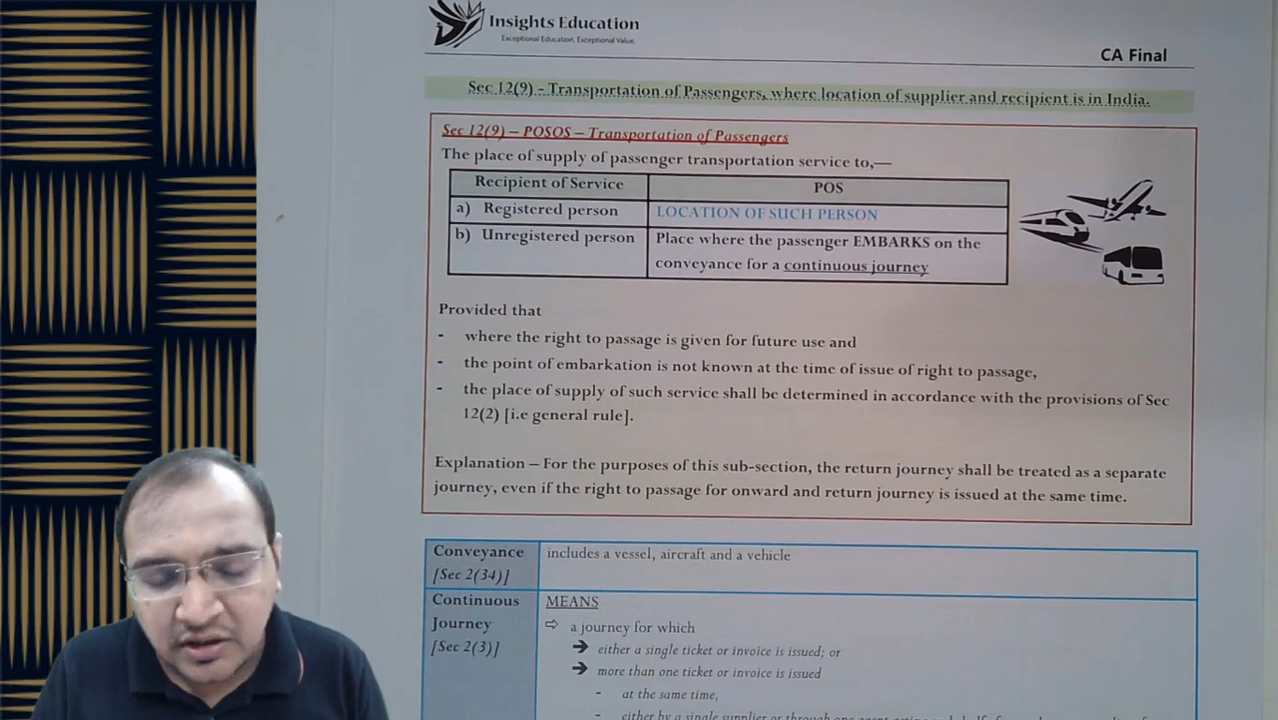 Insights Education
Exceptional Education, Exceptional Value.
CA Final
Sec 12(9) - Transportation of Passengers, where location of supplier and recipient is in India.
Sec 12(9) – POSOS – Transportation of Passengers
The place of supply of passenger transportation service to,—
Recipient of Service POS
a) Registered person LOCATION OF SUCH PERSON
b) Unregistered person Place where the passenger EMBARKS on the
conveyance for a continuous journey
Provided that
- where the right to passage is given for future use and
- the point of embarkation is not known at the time of issue of right to passage,
- the place of supply of such service shall be determined in accordance with the provisions of Sec
12(2) [i.e general rule].
Explanation – For the purposes of this sub-section, the return journey shall be treated as a separate
journey, even if the right to passage for onward and return journey is issued at the same time.
Conveyance includes a vessel, aircraft and a vehicle
[Sec 2(34)]
Continuous MEANS
Journey ⇨ a journey for which
[Sec 2(3)] ➔ either a single ticket or invoice is issued; or
➔ more than one ticket or invoice is issued
- at the same time,
- either by a single supplier or through one agent acting